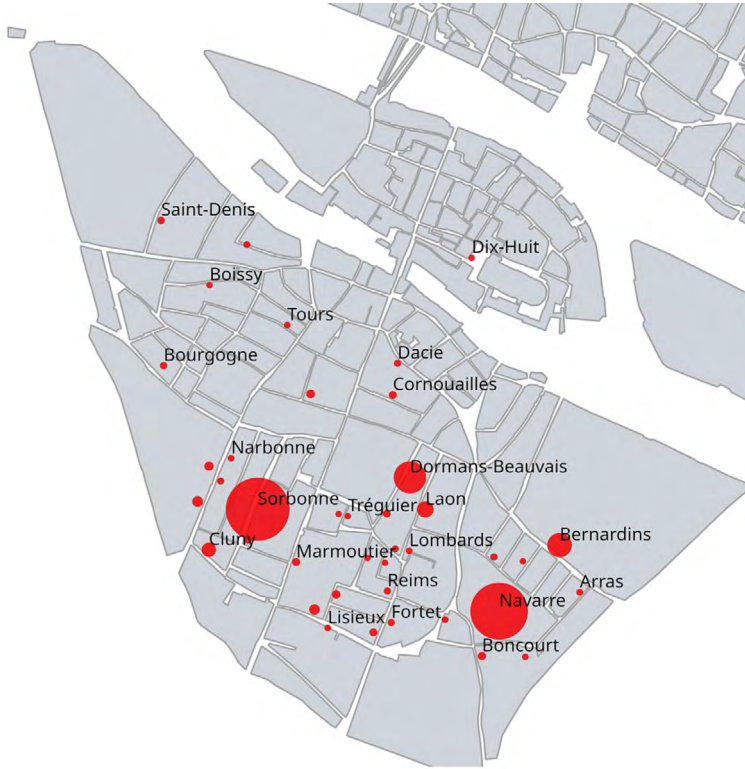 Saint-Denis
Dix-Huit
Boissy
Tours
Bourgogne
Dacie
Cornouailles
Narbonne
Dormans-Beauvais
Sorbonne
Tréguier
Laon
Bernardins
Cluny
Marmoutier
Lombards
Reims
Arras
Navarre
Lisieux
Fortet
Boncourt